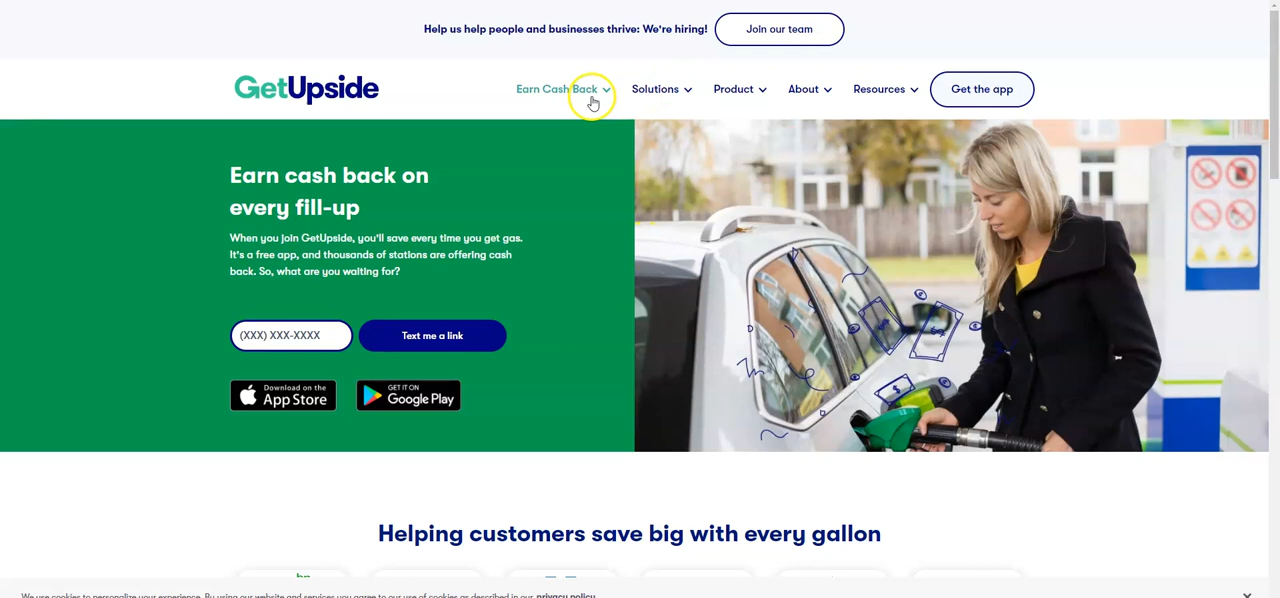 Help us help people and businesses thrive: We're hiring! Join our team
GetUpside Earn Cash Back Solutions Product About Resources Get the app
Earn cash back on
every fill-up
When you join GetUpside, you'll save every time you get gas.
It's a free app, and thousands of stations are offering cash
back. So, what are you waiting for?
(XXX) XXX-XXXX Text me a link
Download on the
App Store
GET IT ON
Google Play
Helping customers save big with every gallon
bp
We use cookies to personalize your experience. By using our website and services you agree to our use of cookies as described in our privacy policy.